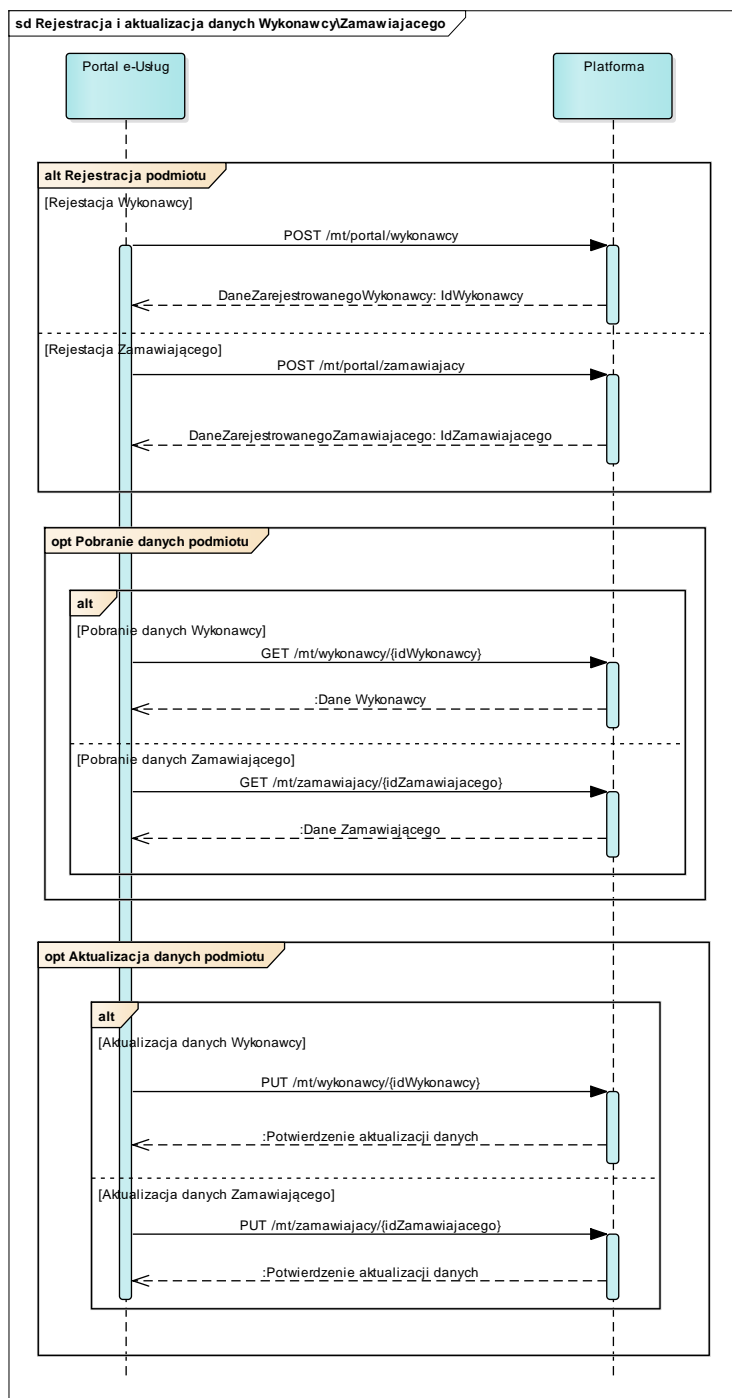 sd Rejestracja i aktualizacja danych Wykonawcy\Zamawiajacego
Portal e-Usług
Platforma
alt Rejestracja podmiotu
[Rejestacja Wykonawcy]
POST /mt/portal/wykonawcy
DaneZarejestrowanegoWykonawcy: IdWykonawcy
[Rejestacja Zamawiającego]
POST /mt/portal/zamawiajacy
DaneZarejestrowanegoZamawiajacego: IdZamawiajacego
opt Pobranie danych podmiotu
alt
[Pobranie danych Wykonawcy]
GET /mt/wykonawcy/{idWykonawcy}
:Dane Wykonawcy
[Pobranie danych Zamawiającego]
GET /mt/zamawiajacy/{idZamawiajacego}
:Dane Zamawiającego
opt Aktualizacja danych podmiotu
alt
[Aktualizacja danych Wykonawcy]
PUT /mt/wykonawcy/{idWykonawcy}
:Potwierdzenie aktualizacji danych
[Aktualizacja danych Zamawiającego]
PUT /mt/zamawiajacy/{idZamawiajacego}
:Potwierdzenie aktualizacji danych